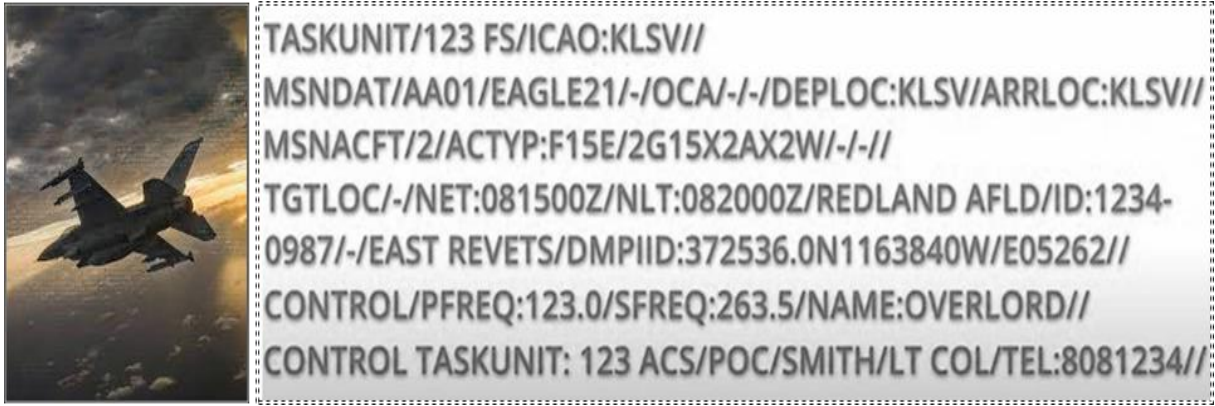 TASKUNIT/123 FS/ICAO:KLSV//
MSNDAT/AA01/EAGLE21/-/OCA/-/-/DEPLOC:KLSV//ARRLOC:KLSV//
MSNACFT/2/ACTYP:F15E/2G15X2AX2W/-/-//
TGTLOC/-/NET:081500Z/NLT:082000Z/REDLAND AFLD/ID:1234-
0987/-/EAST REVETS/DMPIID:372536.0N1163840W/E05262//
CONTROL/PFREQ:123.0/SFREQ:263.5/NAME:OVERLORD//
CONTROL TASKUNIT: 123 ACS/POC/SMITH/LT COL/TEL:8081234//